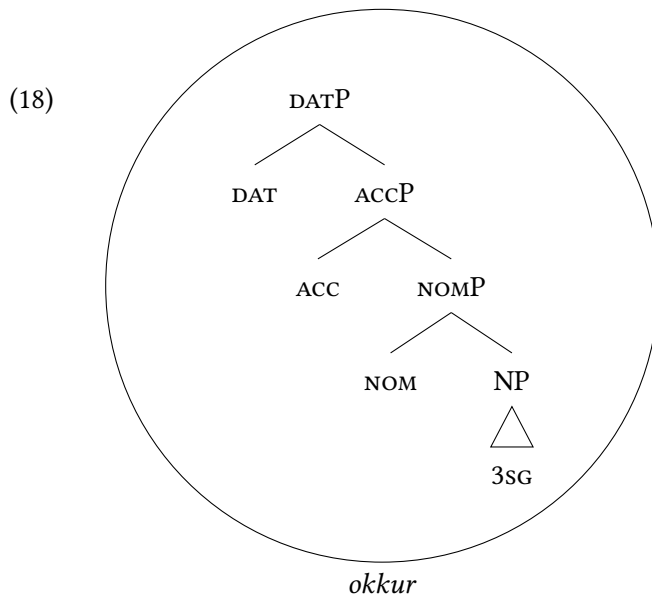 (18)
DATP
DAT ACCP
ACC NOMP
NOM NP
3SG
okkur